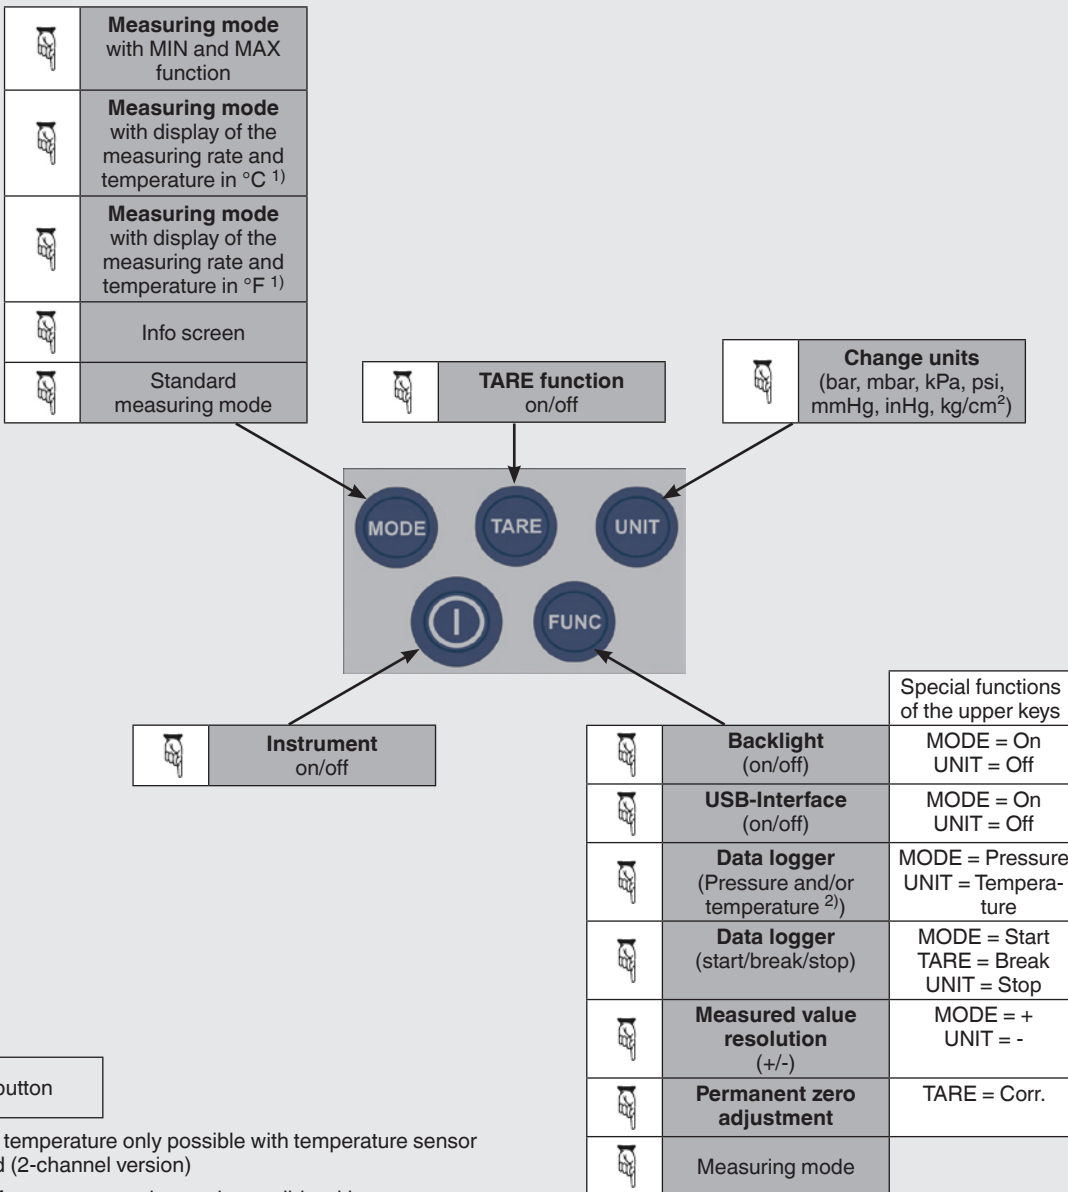 Measuring mode
with MIN and MAX
function
Measuring mode
with display of the
measuring rate and
temperature in °C 1)
Measuring mode
with display of the
measuring rate and
temperature in °F 1)
Info screen
Standard
measuring mode
TARE function
on/off
Change units
(bar, mbar, kPa, psi,
mmHg, inHg, kg/cm²)
MODE
TARE
UNIT
FUNC
Instrument
on/off
Special functions
of the upper keys
Backlight
(on/off)
MODE = On
UNIT = Off
USB-Interface
(on/off)
MODE = On
UNIT = Off
Data logger
(Pressure and/or
temperature 2))
MODE = Pressure
UNIT = Tempera-
ture
Data logger
(start/break/stop)
MODE = Start
TARE = Break
UNIT = Stop
Measured value
resolution
(+/-)
MODE = +
UNIT = -
Permanent zero
adjustment
TARE = Corr.
Measuring mode
button
temperature only possible with temperature sensor
(2-channel version)